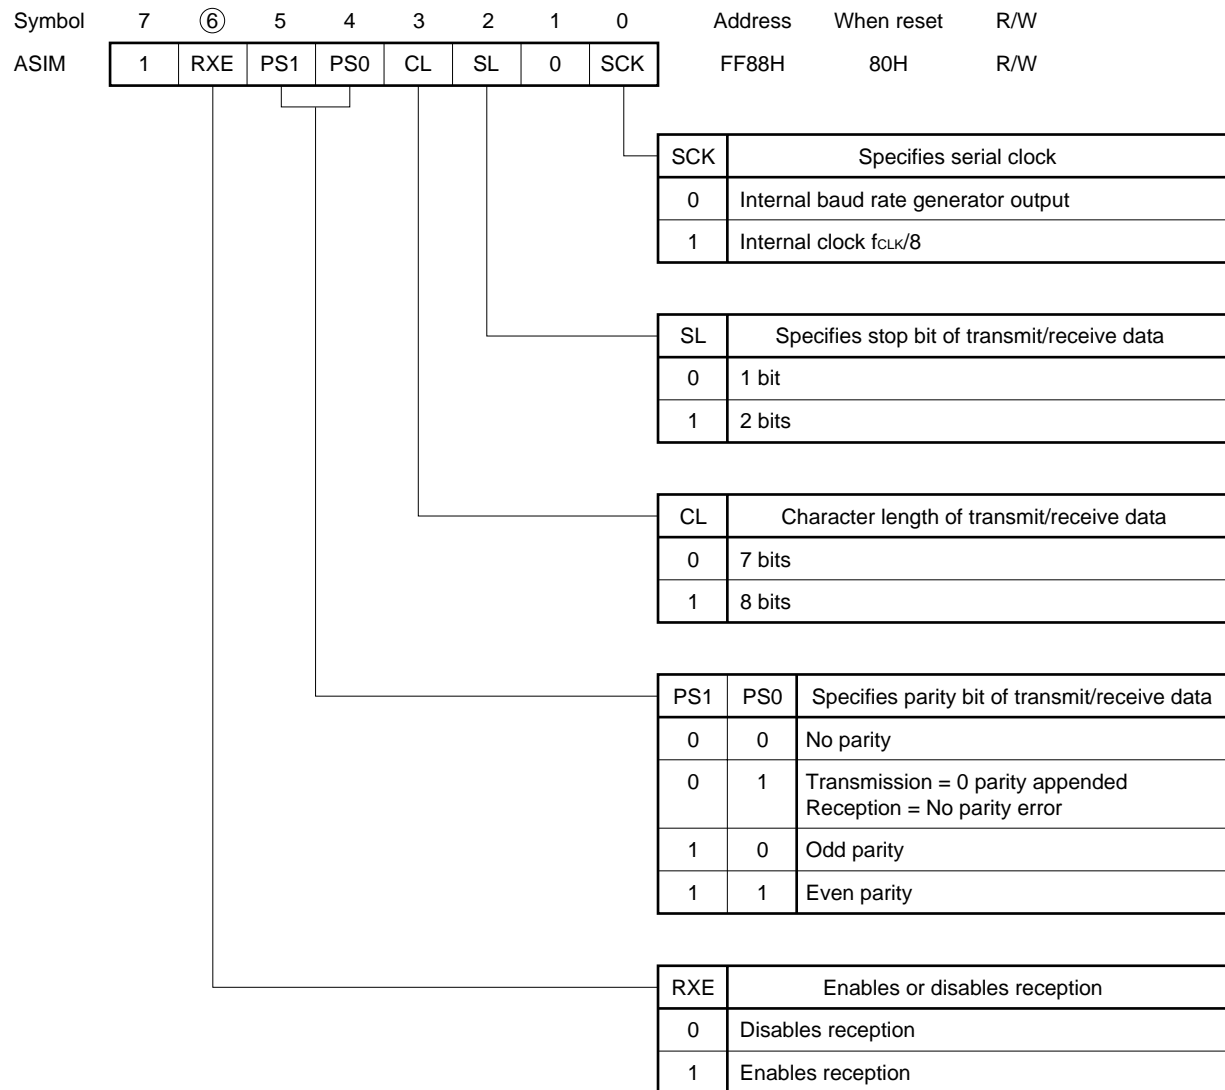 Symbol 7 6 5 4 3 2 1 0 Address When reset R/W
ASIM 1 RXE PS1 PS0 CL SL 0 SCK FF88H 80H R/W
SCK Specifies serial clock
0 Internal baud rate generator output
1 Internal clock fCLK/8
SL Specifies stop bit of transmit/receive data
0 1 bit
1 2 bits
CL Character length of transmit/receive data
0 7 bits
1 8 bits
PS1 PS0 Specifies parity bit of transmit/receive data
0 0 No parity
0 1 Transmission = 0 parity appended
Reception = No parity error
1 0 Odd parity
1 1 Even parity
RXE Enables or disables reception
0 Disables reception
1 Enables reception